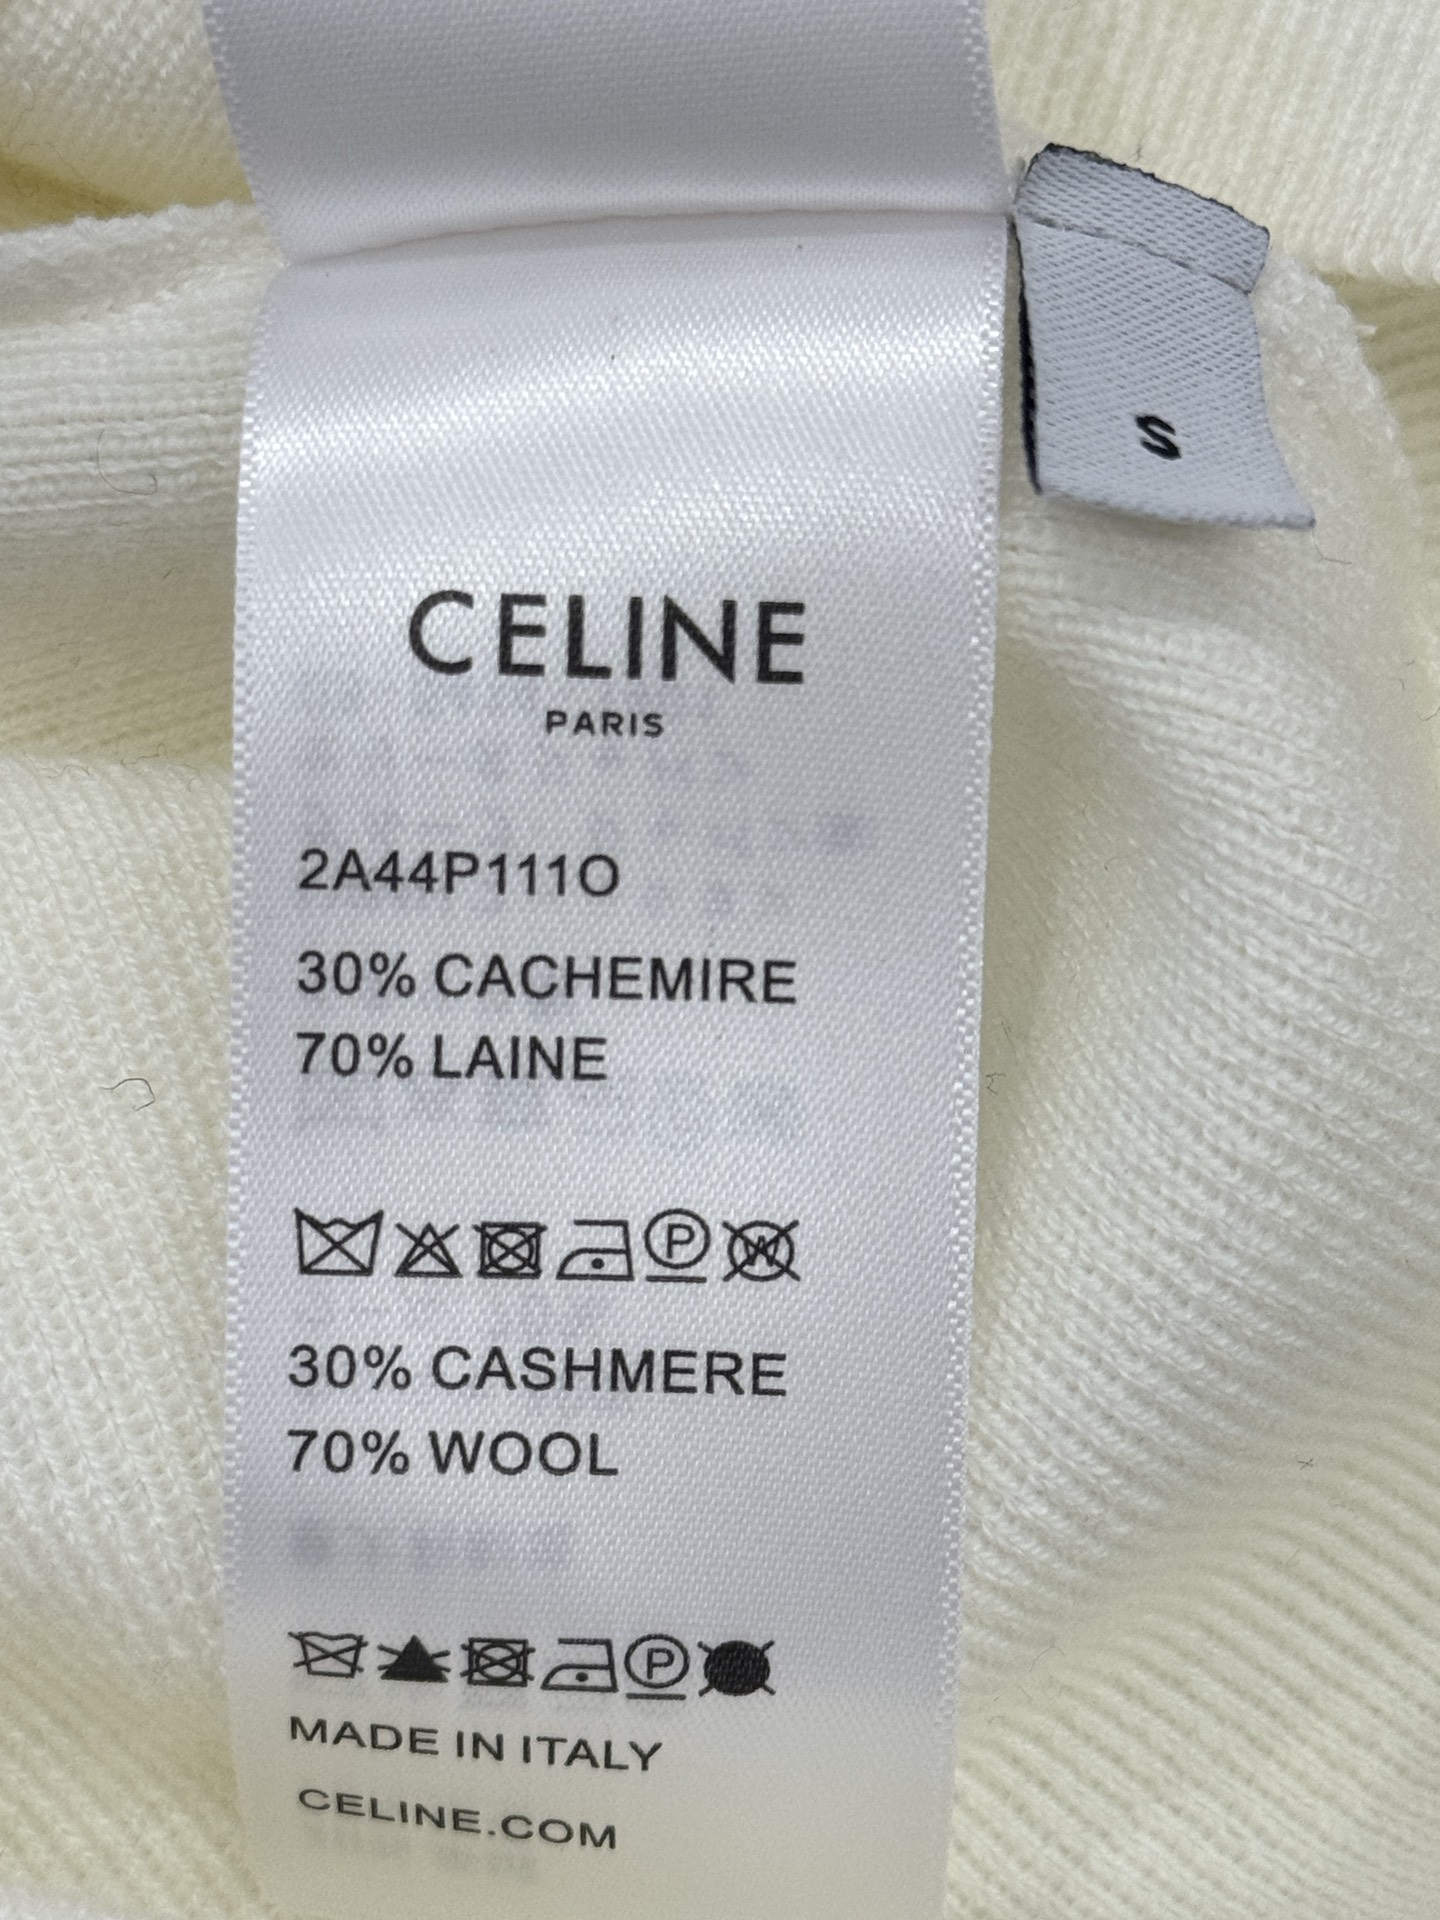 S
CELINE
PARIS
2A44P111O
30% CACHEMIRE
70% LAINE
P W
30% CASHMERE
70% WOOL
P
MADE IN ITALY
CELINE.COM